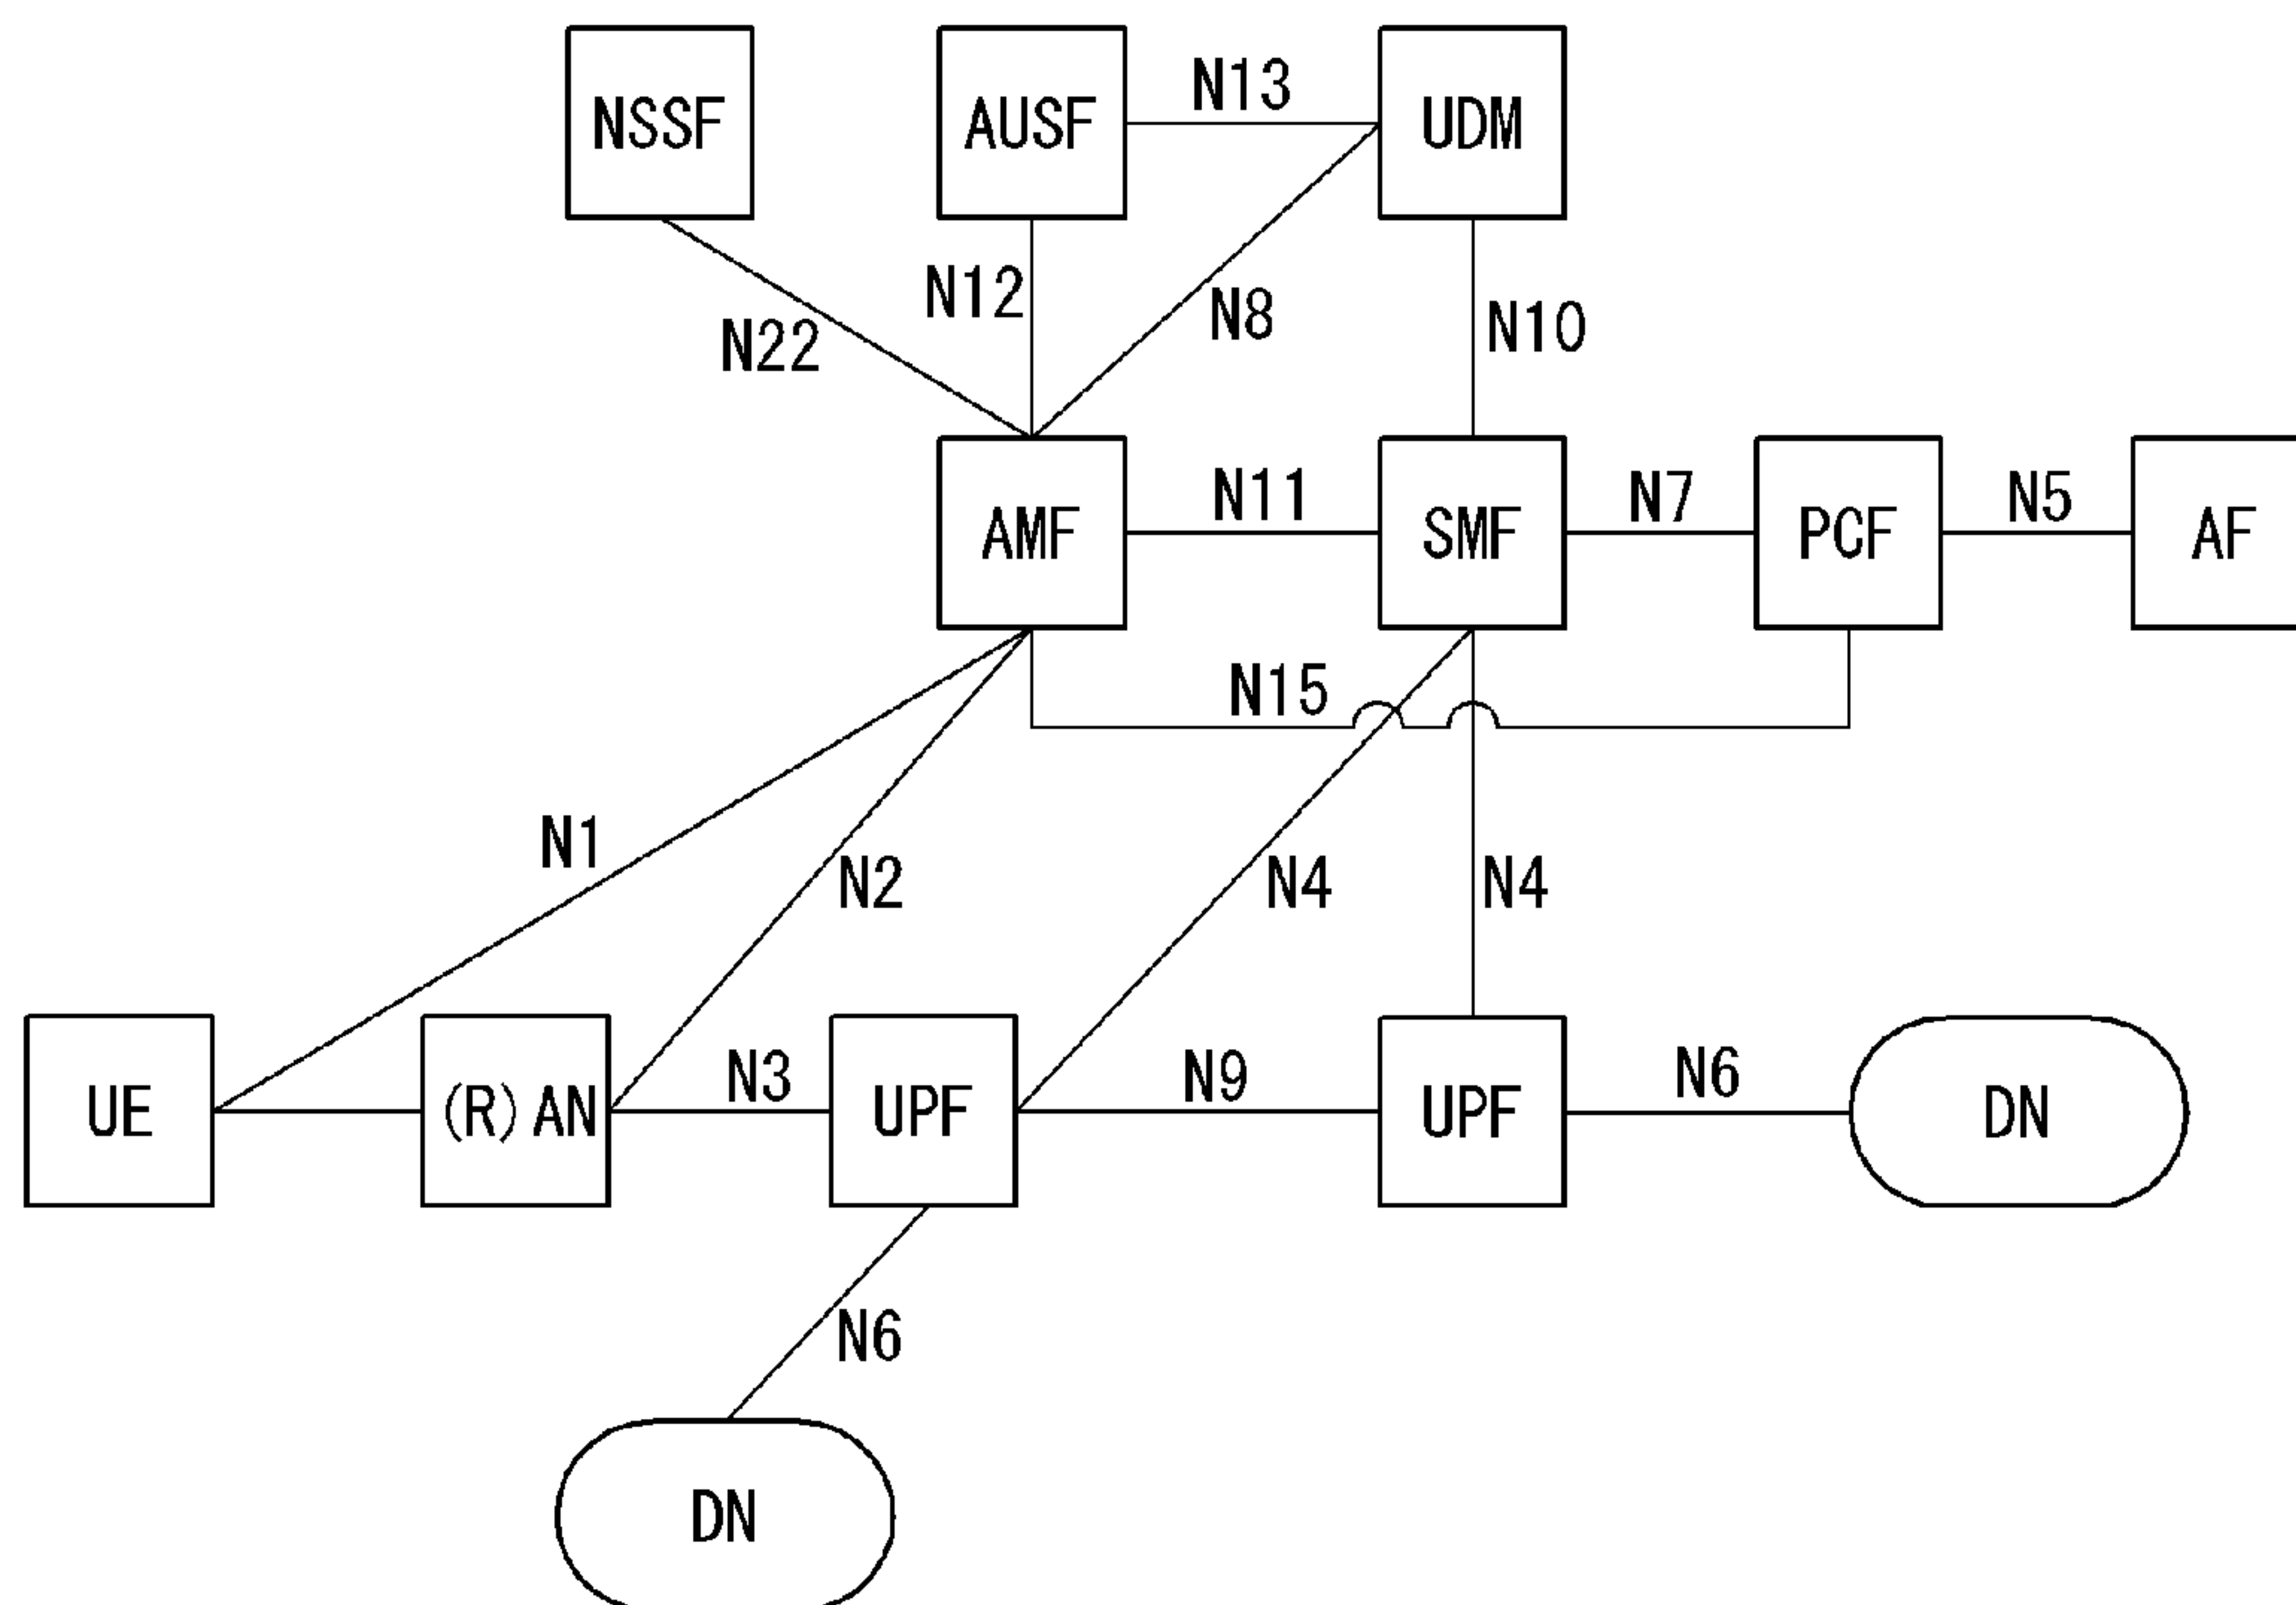 NSSF
AUSF
N13
UDM
N22
N12
N8
N10
AMF
N11
SMF
N7
PCF
N5
AF
N15
N1
N2
N4
N4
UE
(R)AN
N3
UPF
N9
UPF
N6
DN
N6
DN